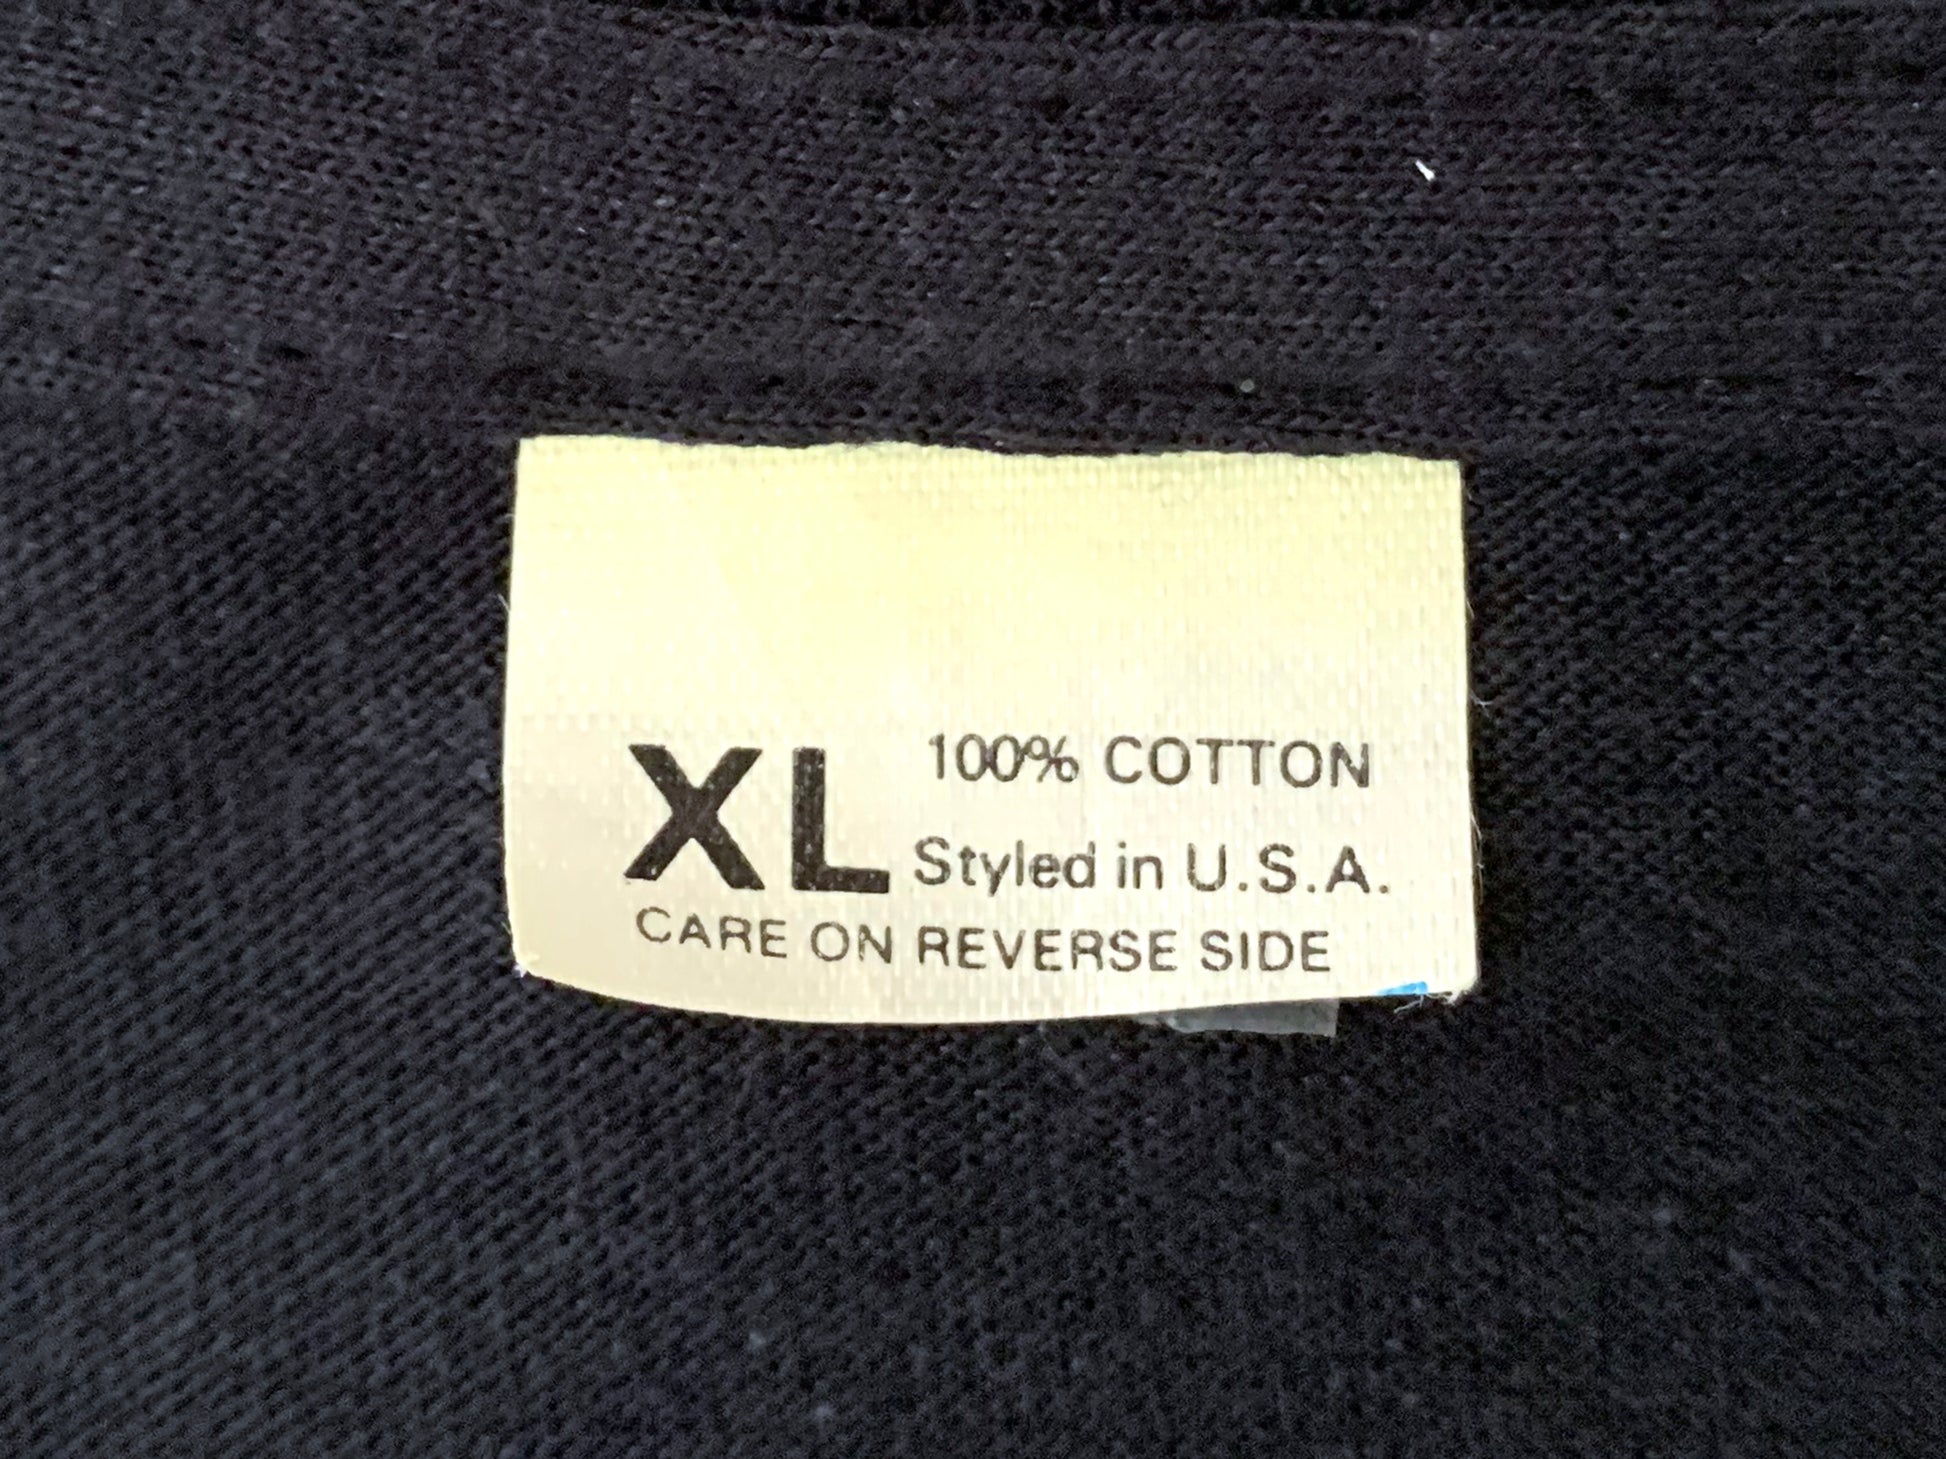 XL 100% COTTON
Styled in U.S.A.
CARE ON REVERSE SIDE